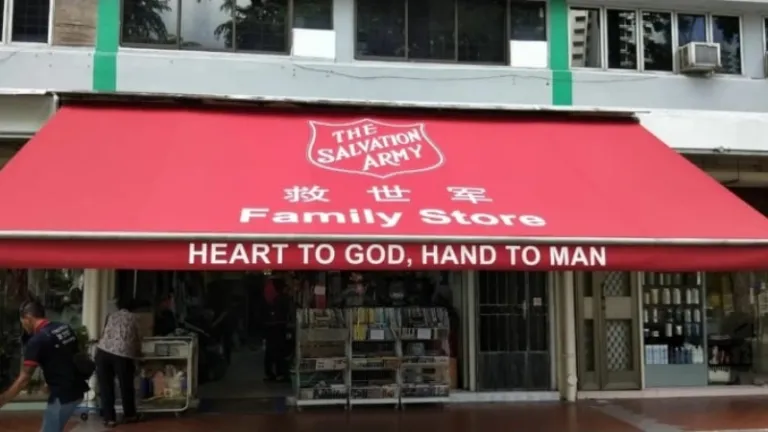 THE
SALVATION
ARMY
救世军
Family Store
HEART TO GOD, HAND TO MAN